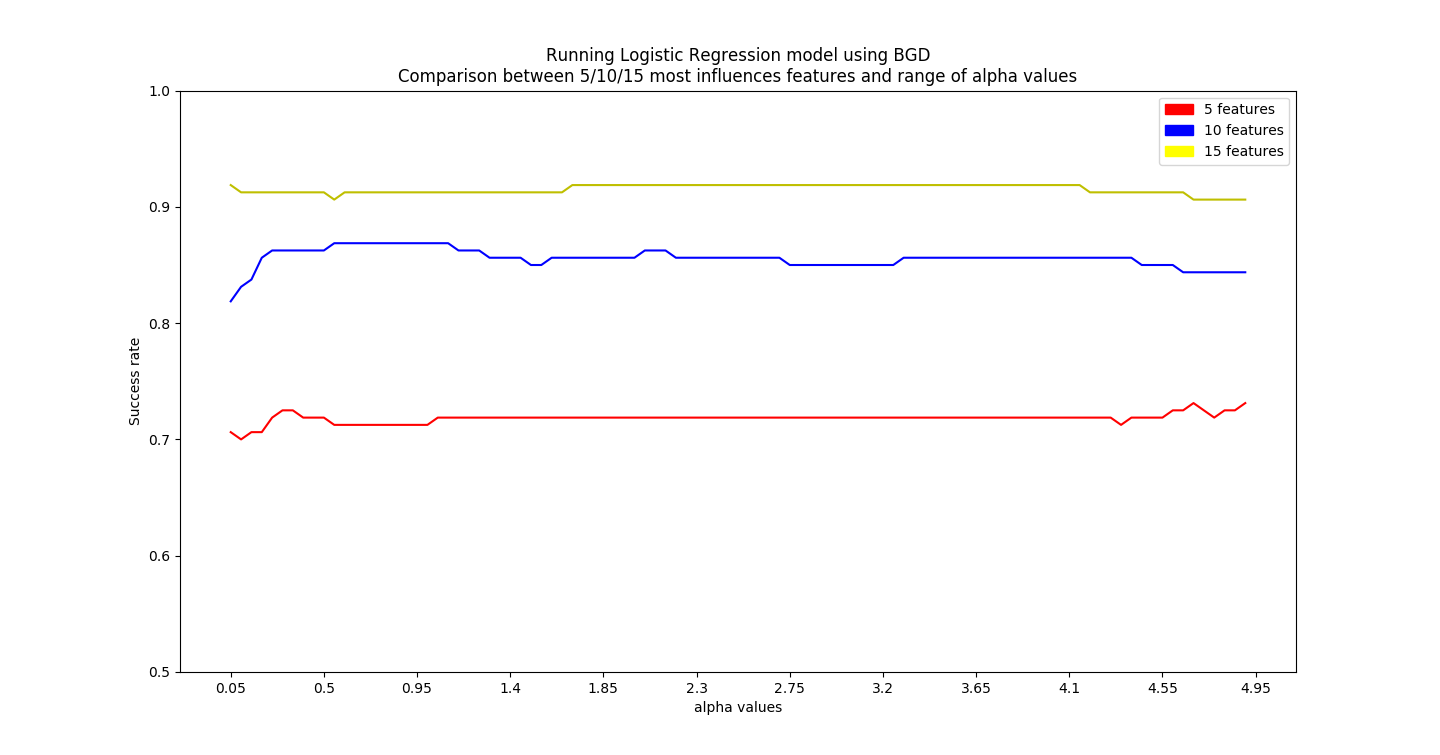 Running Logistic Regression model using BGD
Comparison between 5/10/15 most influences features and range of alpha values
1.0
0.9
0.8
0.7
0.6
0.5
Success rate
5 features
10 features
15 features
0.05 0.5 0.95 1.4 1.85 2.3 2.75 3.2 3.65 4.1 4.55 4.95
alpha values